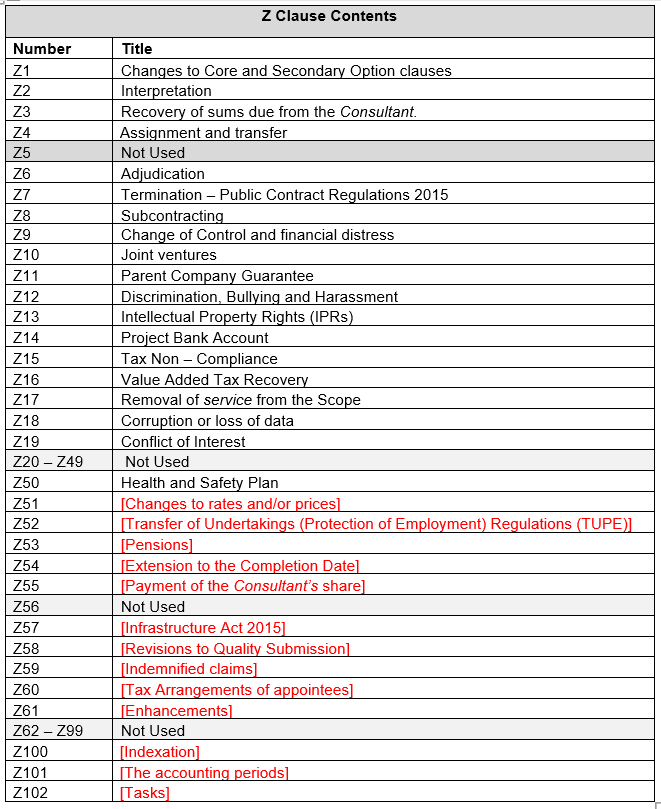 Z Clause Contents
Number Title
Z1 Changes to Core and Secondary Option clauses
Z2 Interpretation
Z3 Recovery of sums due from the Consultant.
Z4 Assignment and transfer
Z5 Not Used
Z6 Adjudication
Z7 Termination – Public Contract Regulations 2015
Z8 Subcontracting
Z9 Change of Control and financial distress
Z10 Joint ventures
Z11 Parent Company Guarantee
Z12 Discrimination, Bullying and Harassment
Z13 Intellectual Property Rights (IPRs)
Z14 Project Bank Account
Z15 Tax Non – Compliance
Z16 Value Added Tax Recovery
Z17 Removal of service from the Scope
Z18 Corruption or loss of data
Z19 Conflict of Interest
Z20 – Z49 Not Used
Z50 Health and Safety Plan
Z51 [Changes to rates and/or prices]
Z52 [Transfer of Undertakings (Protection of Employment) Regulations (TUPE)]
Z53 [Pensions]
Z54 [Extension to the Completion Date]
Z55 [Payment of the Consultant’s share]
Z56 Not Used
Z57 [Infrastructure Act 2015]
Z58 [Revisions to Quality Submission]
Z59 [Indemnified claims]
Z60 [Tax Arrangements of appointees]
Z61 [Enhancements]
Z62 – Z99 Not Used
Z100 [Indexation]
Z101 [The accounting periods]
Z102 [Tasks]